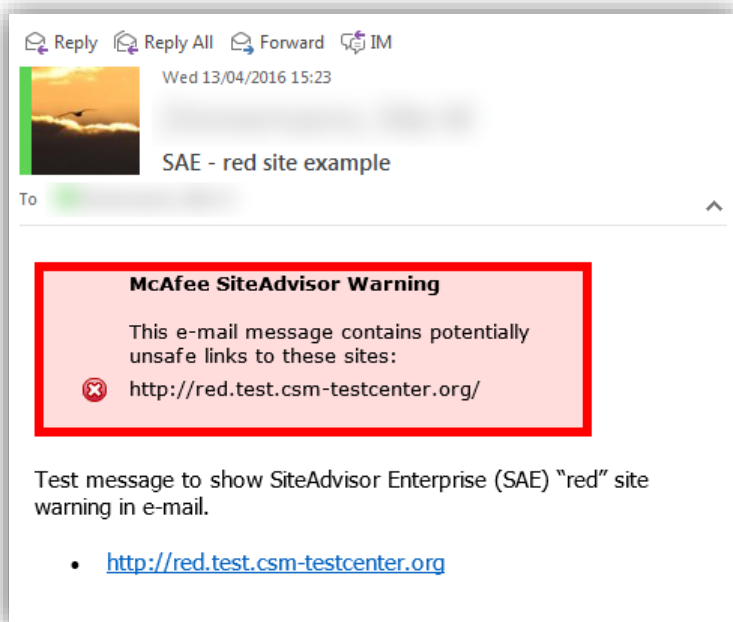 Reply Reply All Forward IM
Wed 13/04/2016 15:23
SAE - red site example
To
McAfee SiteAdvisor Warning
This e-mail message contains potentially
unsafe links to these sites:
http://red.test.csm-testcenter.org/
Test message to show SiteAdvisor Enterprise (SAE) “red” site
warning in e-mail.
• http://red.test.csm-testcenter.org